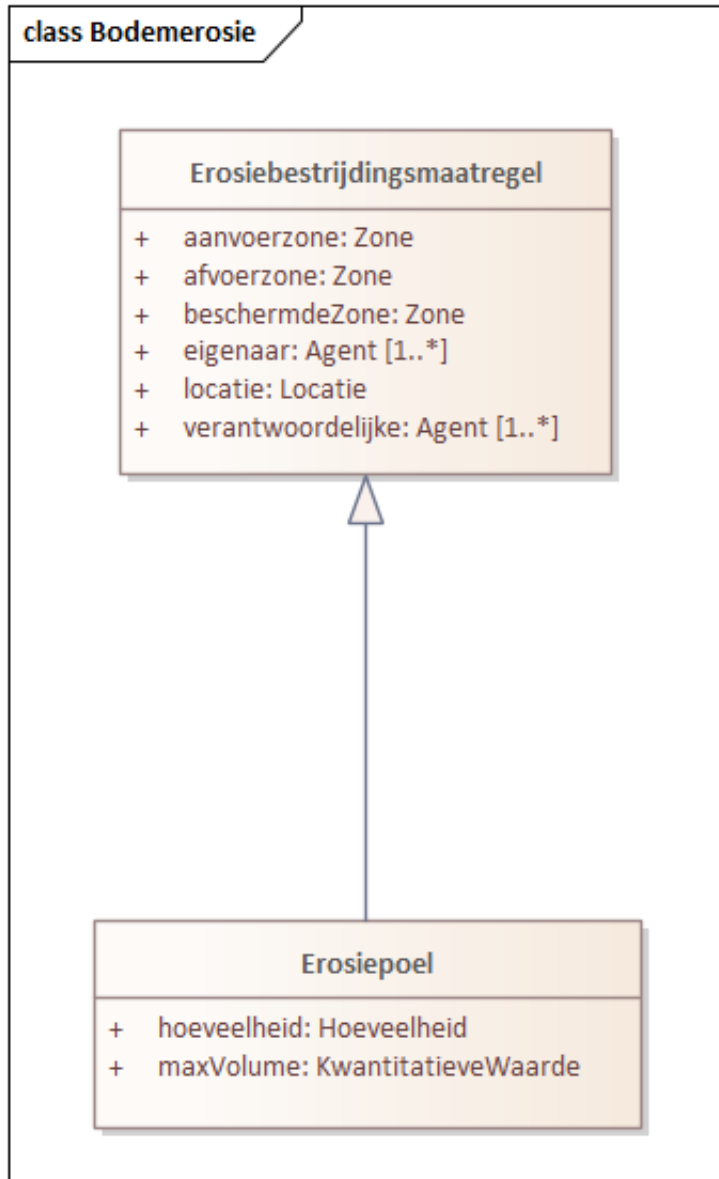 class Bodemerosie
Erosiebestrijdingsmaatregel
+ aanvoerzone: Zone
+ afvoerzone: Zone
+ beschermdeZone: Zone
+ eigenaar: Agent [1..*]
+ locatie: Locatie
+ verantwoordelijke: Agent [1..*]
Erosiepoel
+ hoeveelheid: Hoeveelheid
+ maxVolume: KwantitatieveWaarde